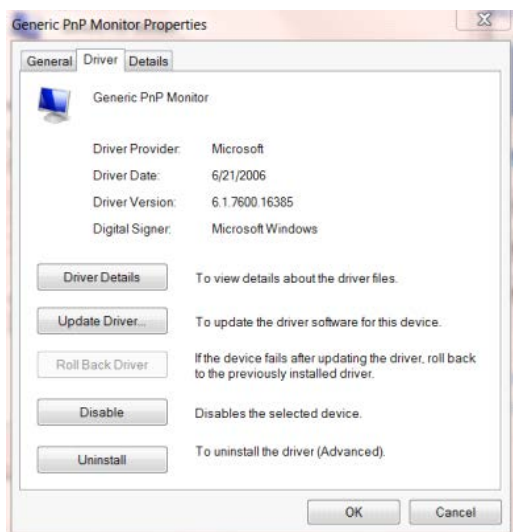 Generic PnP Monitor Properties
General Driver Details
Generic PnP Monitor
Driver Provider: Microsoft
Driver Date: 6/21/2006
Driver Version: 6.1.7600.16385
Digital Signer: Microsoft Windows
Driver Details To view details about the driver files.
Update Driver... To update the driver software for this device.
Roll Back Driver If the device fails after updating the driver, roll back
to the previously installed driver.
Disable Disables the selected device.
Uninstall To uninstall the driver (Advanced).
OK Cancel